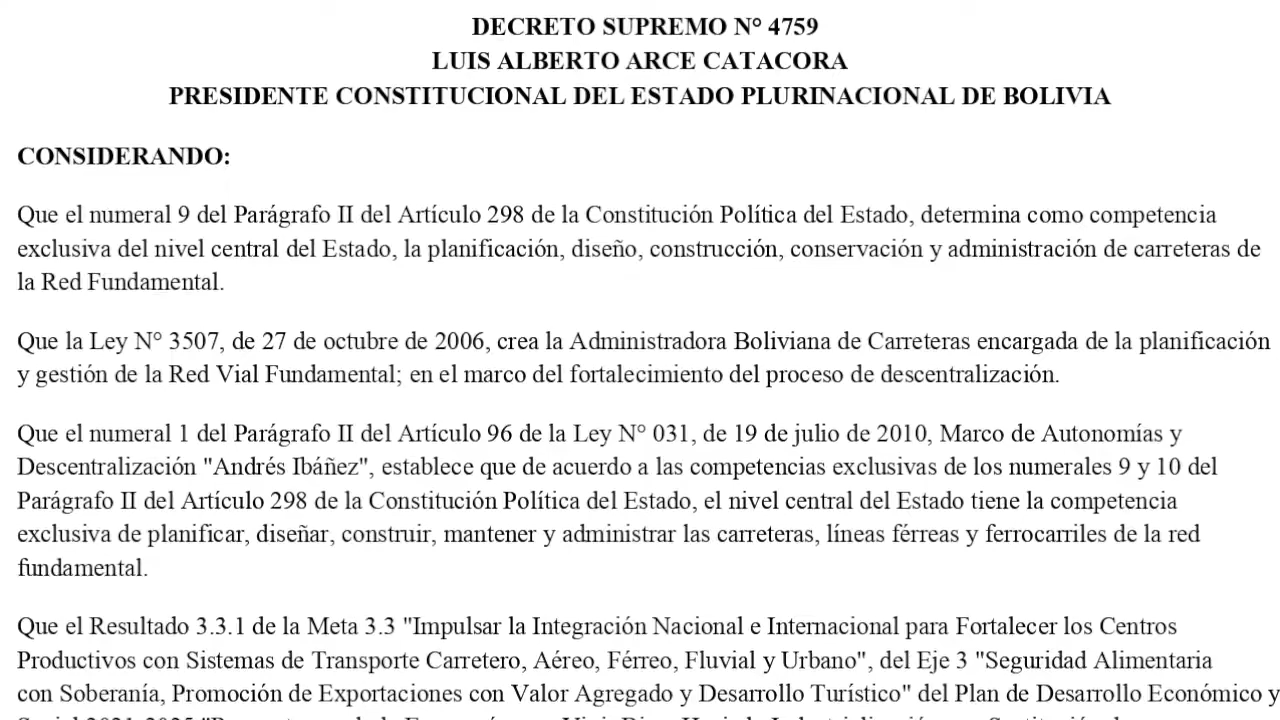 DECRETO SUPREMO N° 4759
LUIS ALBERTO ARCE CATACORA
PRESIDENTE CONSTITUCIONAL DEL ESTADO PLURINACIONAL DE BOLIVIA
CONSIDERANDO:
Que el numeral 9 del Parágrafo II del Artículo 298 de la Constitución Política del Estado, determina como competencia
exclusiva del nivel central del Estado, la planificación, diseño, construcción, conservación y administración de carreteras de
la Red Fundamental.
Que la Ley N° 3507, de 27 de octubre de 2006, crea la Administradora Boliviana de Carreteras encargada de la planificación
y gestión de la Red Vial Fundamental; en el marco del fortalecimiento del proceso de descentralización.
Que el numeral 1 del Parágrafo II del Artículo 96 de la Ley N° 031, de 19 de julio de 2010, Marco de Autonomías y
Descentralización "Andrés Ibáñez", establece que de acuerdo a las competencias exclusivas de los numerales 9 y 10 del
Parágrafo II del Artículo 298 de la Constitución Política del Estado, el nivel central del Estado tiene la competencia
exclusiva de planificar, diseñar, construir, mantener y administrar las carreteras, líneas férreas y ferrocarriles de la red
fundamental.
Que el Resultado 3.3.1 de la Meta 3.3 "Impulsar la Integración Nacional e Internacional para Fortalecer los Centros
Productivos con Sistemas de Transporte Carretero, Aéreo, Férreo, Fluvial y Urbano", del Eje 3 "Seguridad Alimentaria
con Soberanía, Promoción de Exportaciones con Valor Agregado y Desarrollo Turístico" del Plan de Desarrollo Económico y